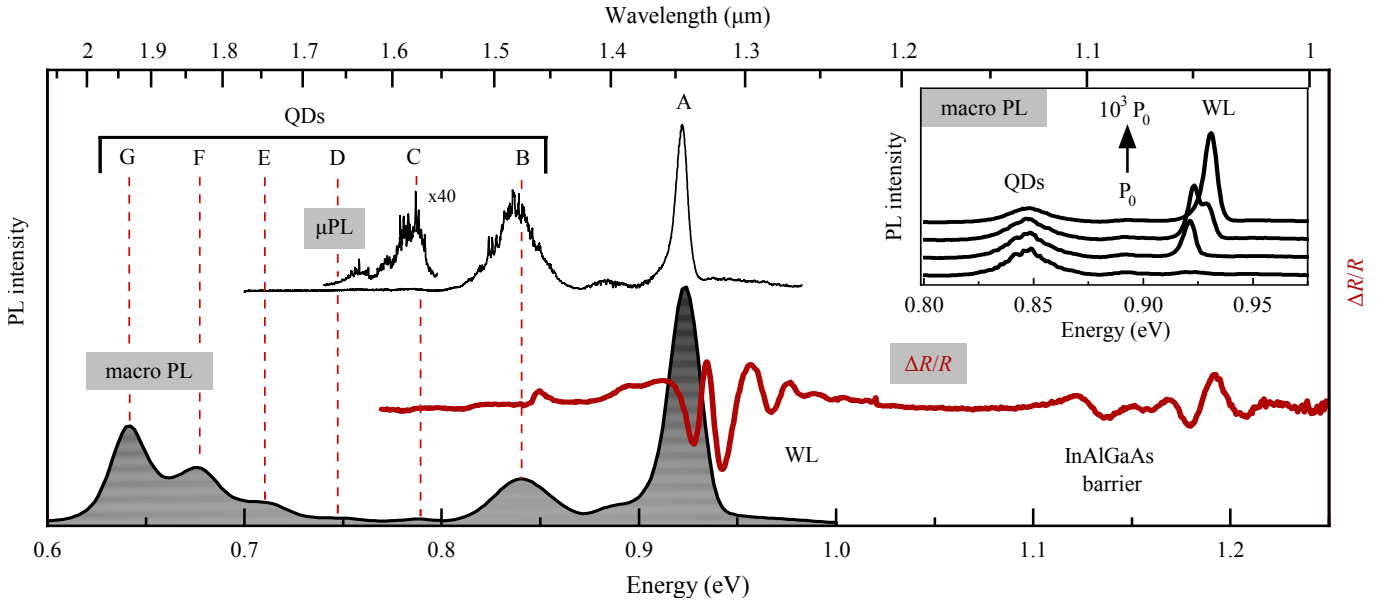 Wavelength (μm)
2 1.9 1.8 1.7 1.6 1.5 1.4 1.3 1.2 1.1 1
QDs
A
G F E D C B
x40
μPL
macro PL
ΔR/R
WL
InAlGaAs
barrier
PL intensity
ΔR/R
0.6 0.7 0.8 0.9 1.0 1.1 1.2
Energy (eV)
macro PL
10³ P₀
WL
QDs
P₀
PL intensity
0.80 0.85 0.90 0.95
Energy (eV)